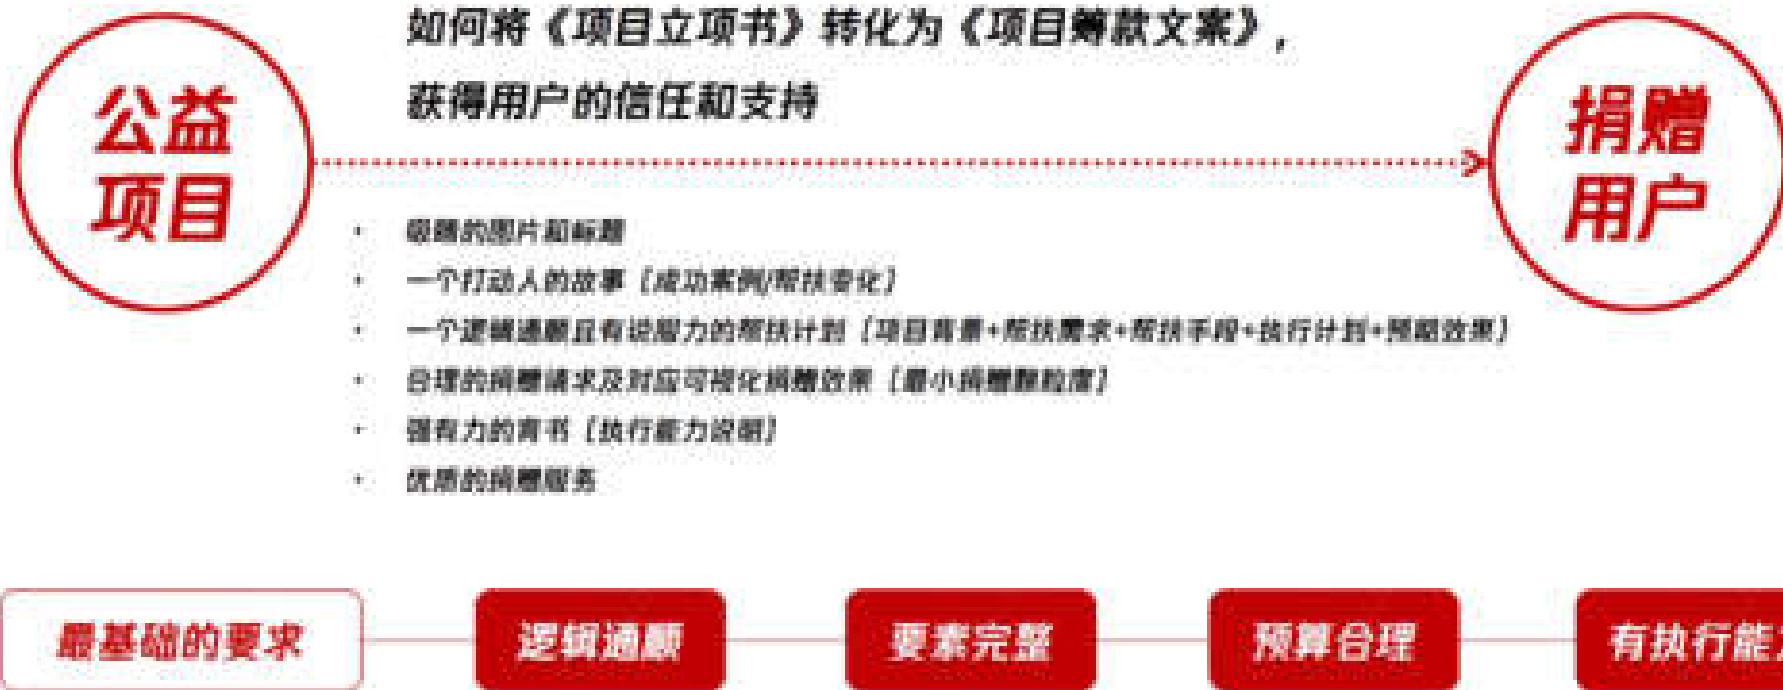 公益
项目
如何将《项目立项书》转化为《项目筹款文案》,
获得用户的信任和支持
捐赠
用户
· 吸睛的图片和标题
· 一个打动人的故事【成功案例/帮扶变化】
· 一个逻辑通顺且有说服力的帮扶计划【项目背景+帮扶需求+帮扶手段+执行计划+预期效果】
· 合理的捐赠请求及对应可视化捐赠效果【最小捐赠颗粒度】
· 强有力的背书【执行能力说明】
· 优质的捐赠服务
最基础的要求
逻辑通顺
要素完整
预算合理
有执行能